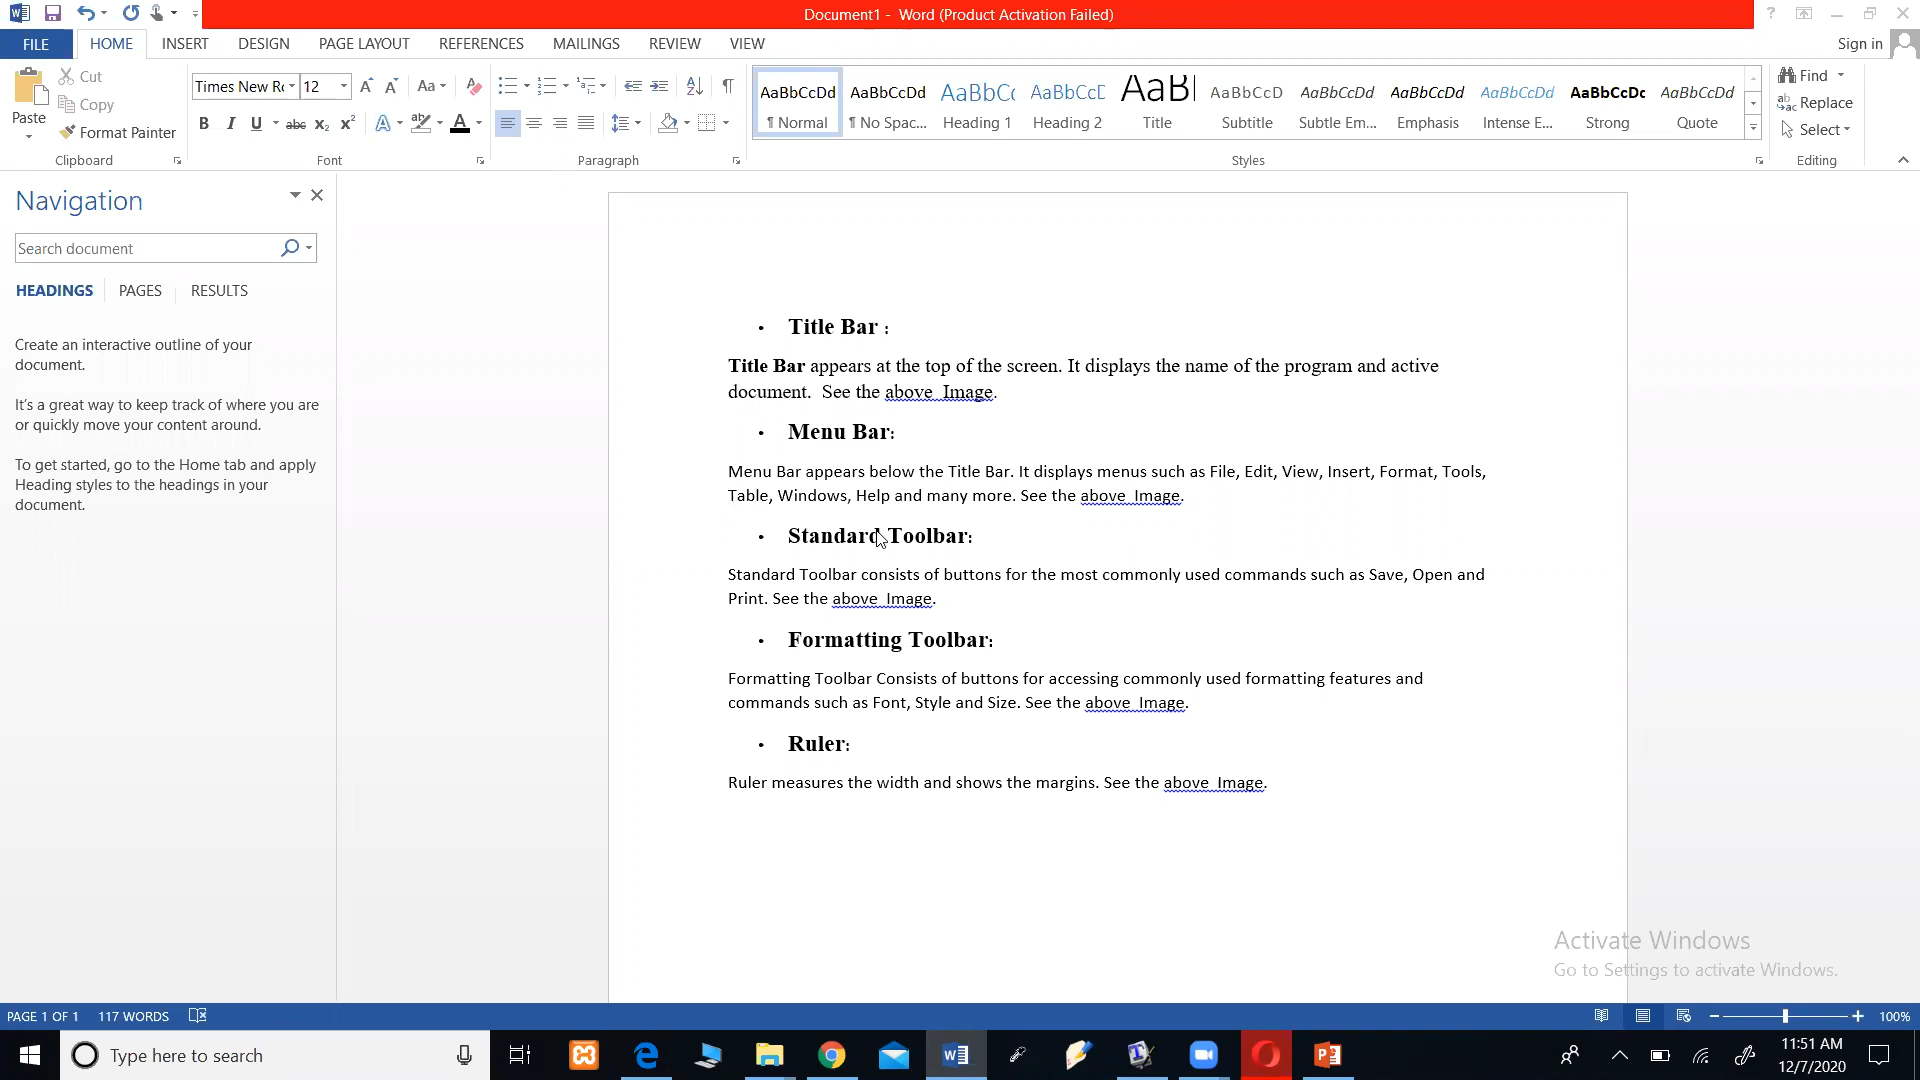 Document1 - Word (Product Activation Failed)
FILE HOME INSERT DESIGN PAGE LAYOUT REFERENCES MAILINGS REVIEW VIEW Sign in
Paste
Cut
Copy
Format Painter
Clipboard
Times New Ro 12
Font
Paragraph
AaBbCcDd AaBbCcDd AaBbCc AaBbCcD AaBI AaBbCcD AaBbCcDd AaBbCcDd AaBbCcDd AaBbCcDc AaBbCcDd
¶ Normal ¶ No Spac... Heading 1 Heading 2 Title Subtitle Subtle Em... Emphasis Intense E... Strong Quote
Styles
Find
Replace
Select
Editing
Navigation
Search document
HEADINGS PAGES RESULTS
Create an interactive outline of your
document.
It's a great way to keep track of where you are
or quickly move your content around.
To get started, go to the Home tab and apply
Heading styles to the headings in your
document.
• Title Bar :
Title Bar appears at the top of the screen. It displays the name of the program and active
document. See the above Image.
• Menu Bar:
Menu Bar appears below the Title Bar. It displays menus such as File, Edit, View, Insert, Format, Tools,
Table, Windows, Help and many more. See the above Image.
• Standard Toolbar:
Standard Toolbar consists of buttons for the most commonly used commands such as Save, Open and
Print. See the above Image.
• Formatting Toolbar:
Formatting Toolbar Consists of buttons for accessing commonly used formatting features and
commands such as Font, Style and Size. See the above Image.
• Ruler:
Ruler measures the width and shows the margins. See the above Image.
Activate Windows
Go to Settings to activate Windows.
PAGE 1 OF 1 117 WORDS 100%
Type here to search
11:51 AM
12/7/2020